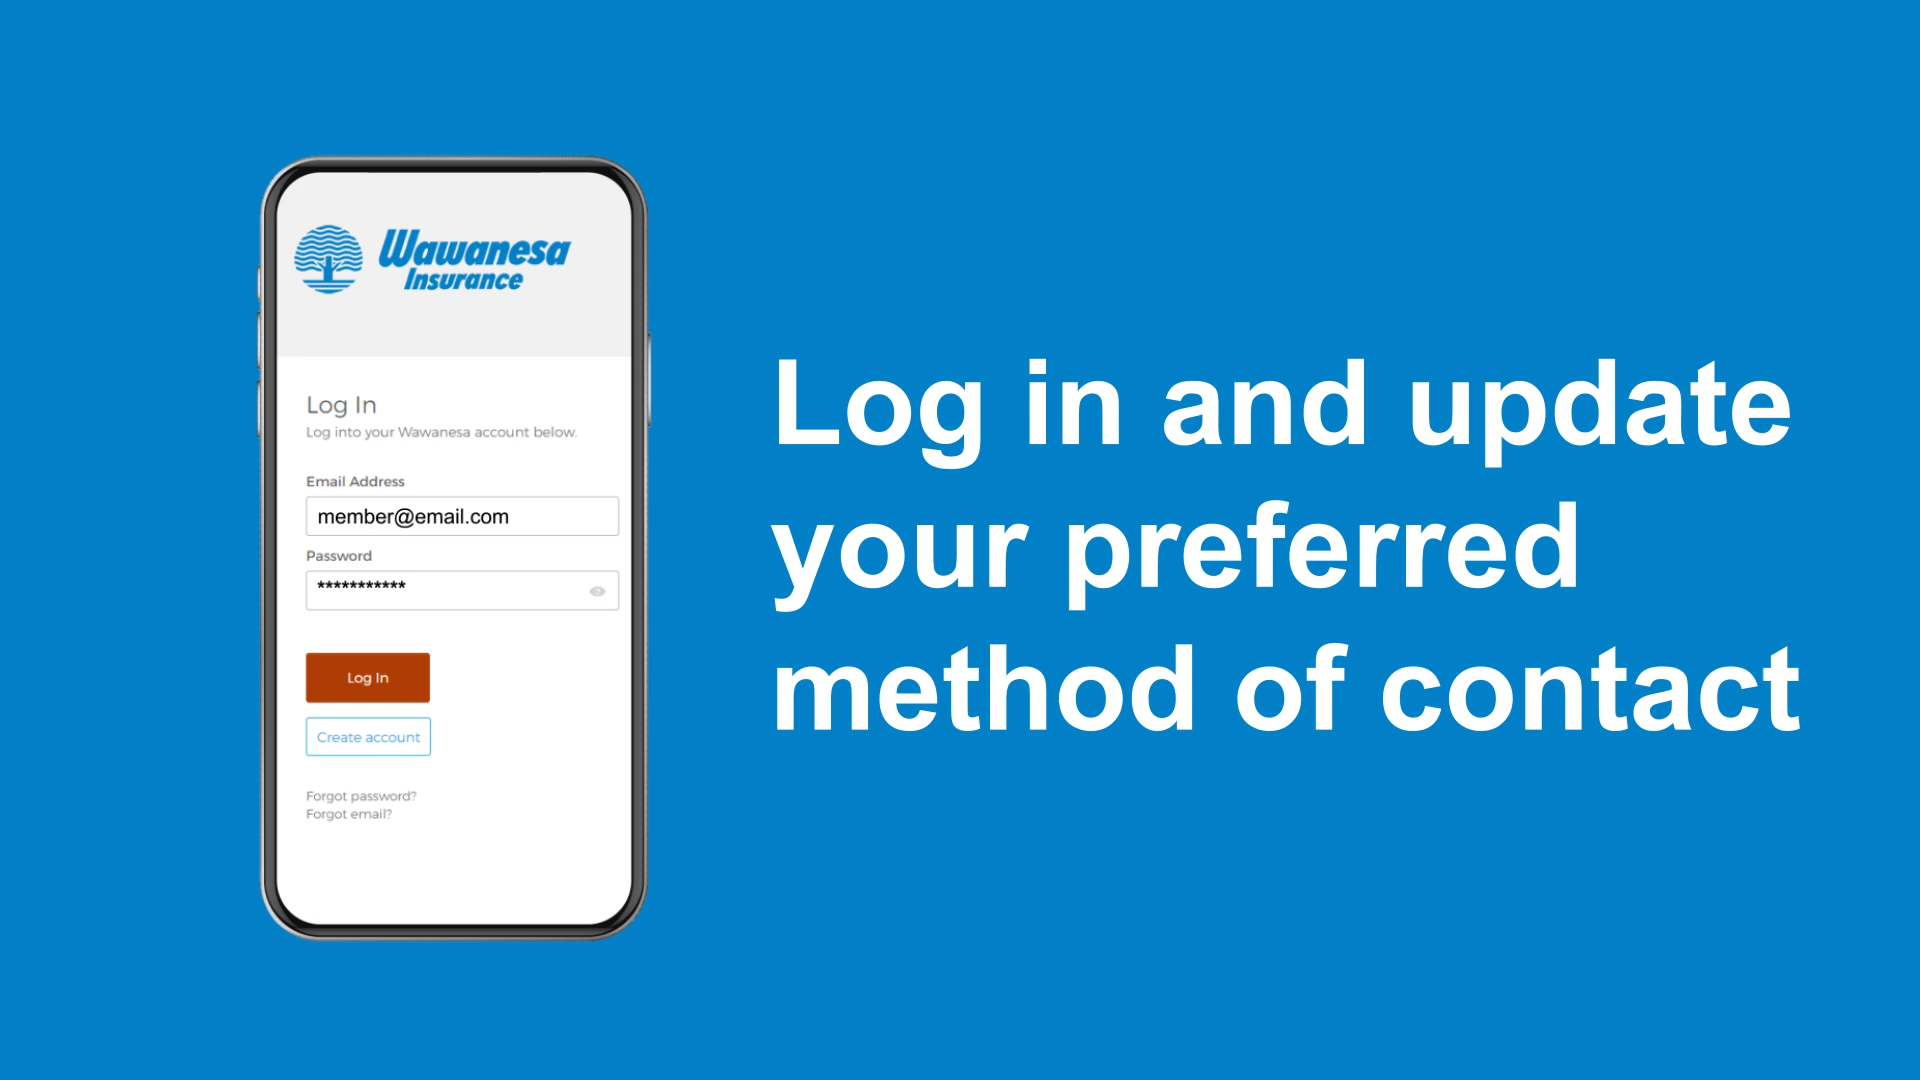 Wawanesa
Insurance
Log In
Log into your Wawanesa account below.
Email Address
member@email.com
Password
***********
Log In
Create account
Forgot password?
Forgot email?
Log in and update
your preferred
method of contact